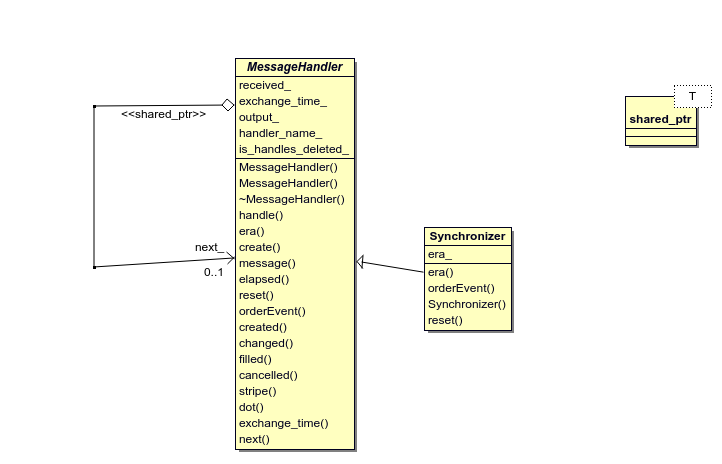 MessageHandler
received_
exchange_time_
output_
handler_name_
is_handles_deleted_
MessageHandler()
MessageHandler()
~MessageHandler()
handle()
era()
create()
message()
elapsed()
reset()
orderEvent()
created()
changed()
filled()
cancelled()
stripe()
dot()
exchange_time()
next()
<<shared_ptr>>
next_
0..1
Synchronizer
era_
era()
orderEvent()
Synchronizer()
reset()
T
shared_ptr